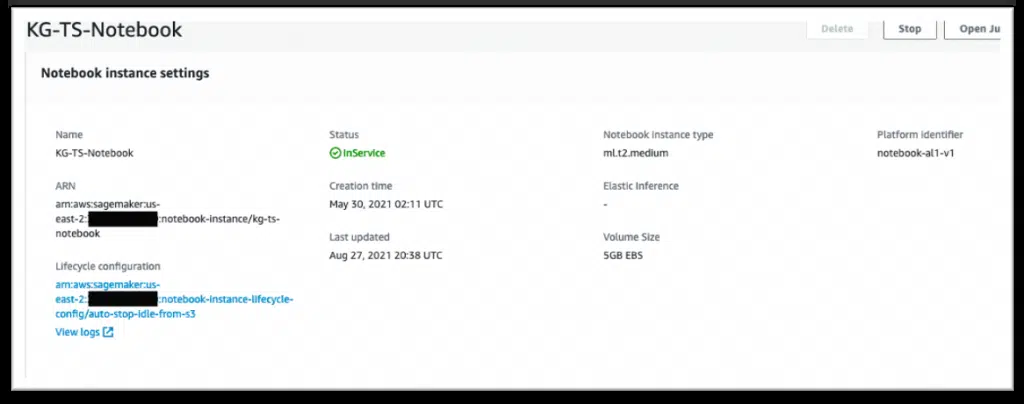 KG-TS-Notebook
Delete
Stop
Open Ju
Notebook instance settings
Name
KG-TS-Notebook
Status
InService
Notebook instance type
ml.t2.medium
Platform identifier
notebook-al1-v1
ARN
arn:aws:sagemaker:us-
east-2: :notebook-instance/kg-ts-
notebook
Creation time
May 30, 2021 02:11 UTC
Elastic Inference
-
Last updated
Aug 27, 2021 20:38 UTC
Volume Size
5GB EBS
Lifecycle configuration
arn:aws:sagemaker:us-
east-2: :notebook-instance-lifecycle-
config/auto-stop-idle-from-s3
View logs